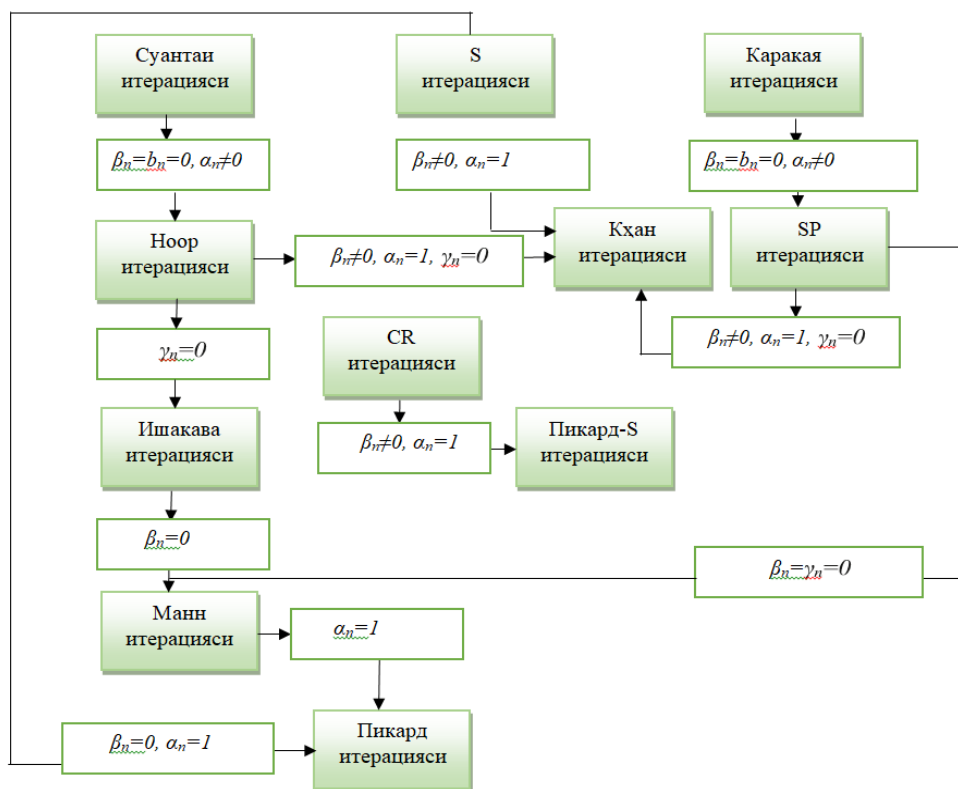 Суантаи
итерацияси
S
итерацияси
Каракая
итерацияси
βn=bn=0, αn≠0
βn≠0, αn=1
βn=bn=0, αn≠0
Ноор
итерацияси
βn≠0, αn=1, γn=0
Кҳан
итерацияси
SP
итерацияси
γn=0
CR
итерацияси
βn≠0, αn=1, γn=0
Ишакава
итерацияси
βn≠0, αn=1
Пикард-S
итерацияси
βn=0
βn=γn=0
Манн
итерацияси
αn=1
βn=0, αn=1
Пикард
итерацияси